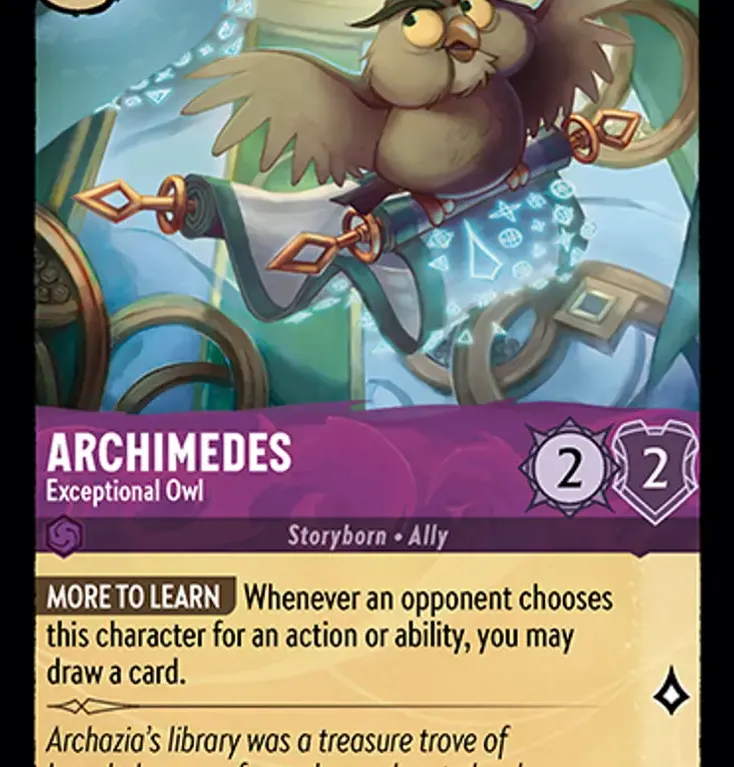 ARCHIMEDES
Exceptional Owl
2 2
Storyborn • Ally
MORE TO LEARN Whenever an opponent chooses
this character for an action or ability, you may
draw a card.
Archazia's library was a treasure trove of